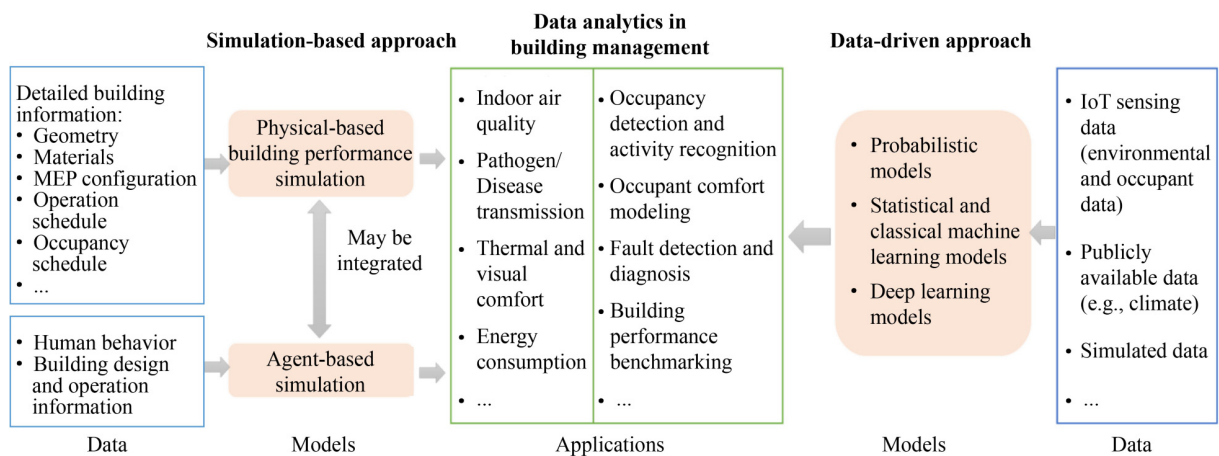 Simulation-based approach
Data analytics in
building management
Data-driven approach
Detailed building
information:
• Geometry
• Materials
• MEP configuration
• Operation
schedule
• Occupancy
schedule
• ...
• Human behavior
• Building design
and operation
information
Data
Physical-based
building performance
simulation
May be
integrated
Agent-based
simulation
Models
• Indoor air
quality
• Pathogen/
Disease
transmission
• Thermal and
visual
comfort
• Energy
consumption
• ...
• Occupancy
detection and
activity recognition
• Occupant comfort
modeling
• Fault detection and
diagnosis
• Building
performance
benchmarking
• ...
Applications
• Probabilistic
models
• Statistical and
classical machine
learning models
• Deep learning
models
Models
• IoT sensing
data
(environmental
and occupant
data)
• Publicly
available data
(e.g., climate)
• Simulated data
• ...
Data